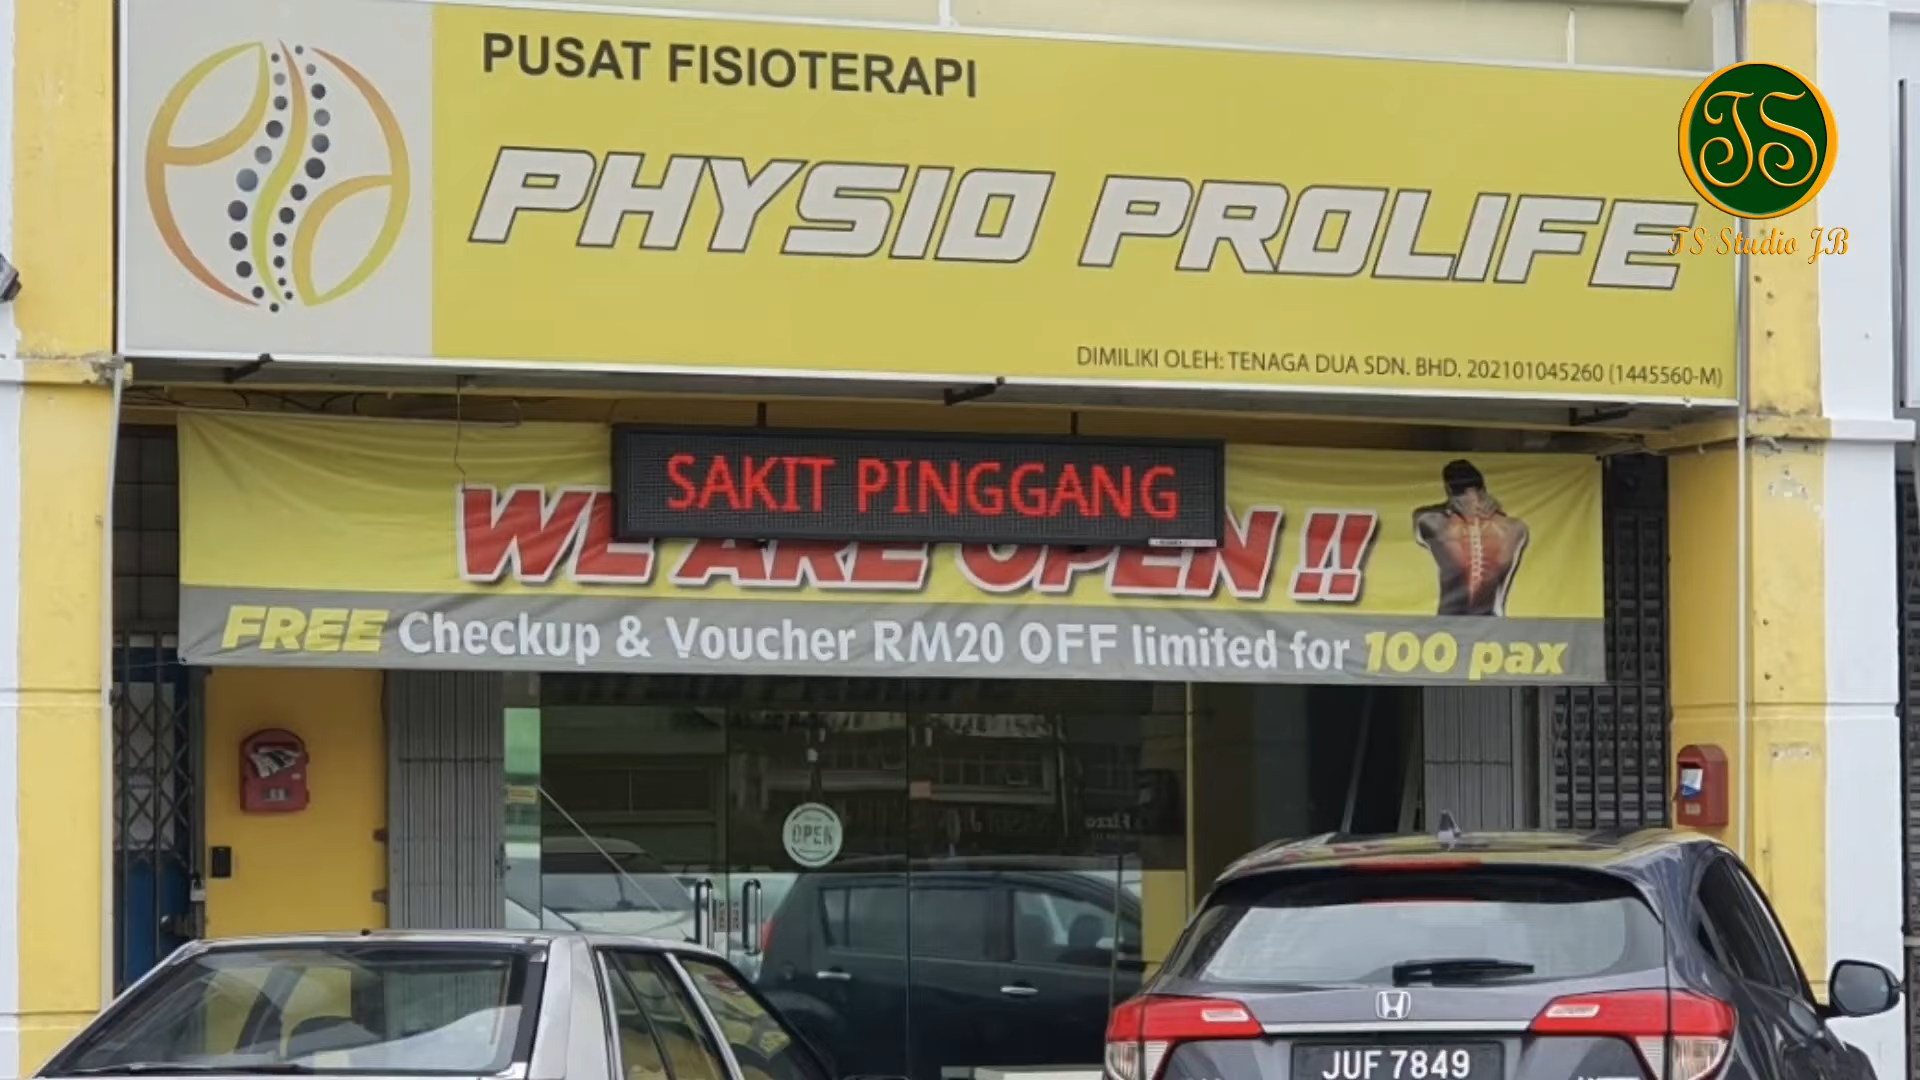 PUSAT FISIOTERAPI
PHYSIO PROLIFE
TS
TS Studio JB
DIMILIKI OLEH: TENAGA DUA SDN. BHD. 202101045260 (1445560-M)
SAKIT PINGGANG
WE ARE OPEN !!
FREE Checkup & Voucher RM20 OFF limited for 100 pax
OPEN
JUF 7849